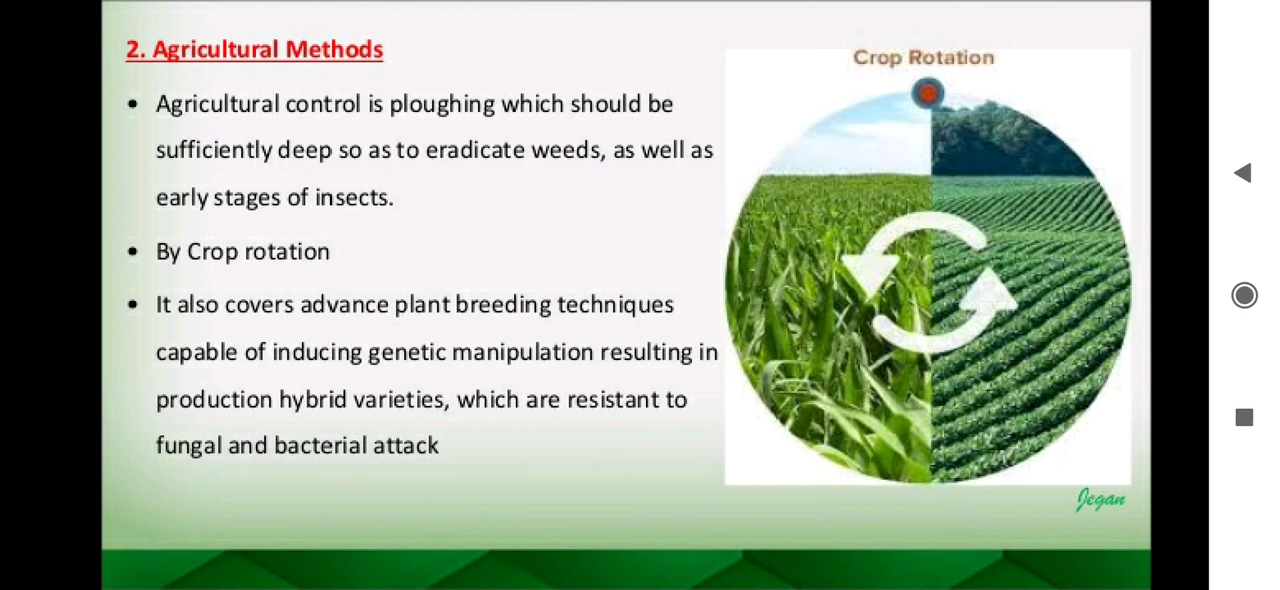 2. Agricultural Methods
Crop Rotation
• Agricultural control is ploughing which should be
sufficiently deep so as to eradicate weeds, as well as
early stages of insects.
• By Crop rotation
• It also covers advance plant breeding techniques
capable of inducing genetic manipulation resulting in
production hybrid varieties, which are resistant to
fungal and bacterial attack
Jegan